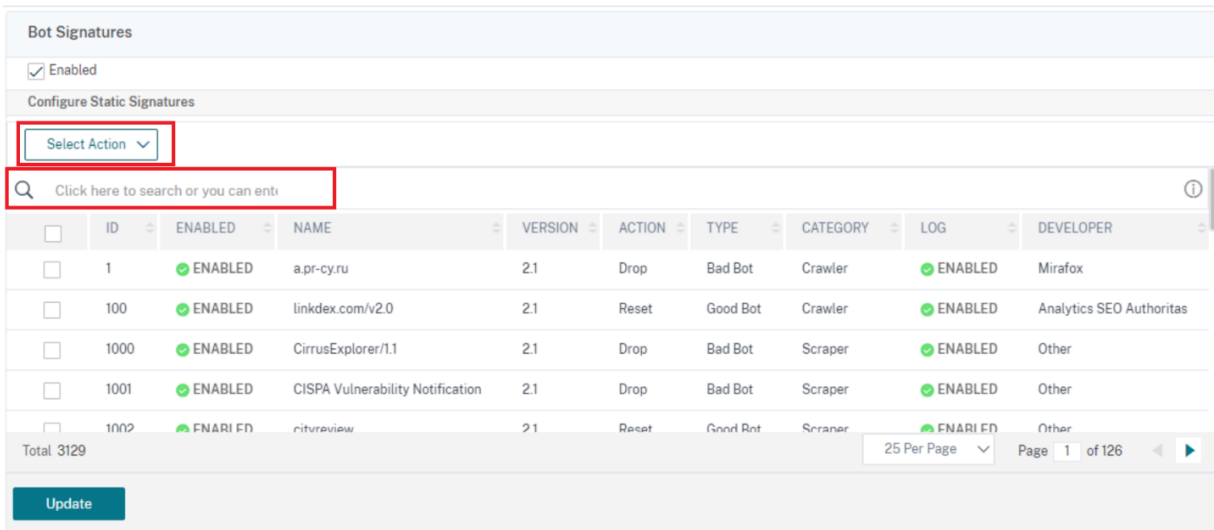 Bot Signatures
Enabled
Configure Static Signatures
Select Action
Click here to search or you can ente
ID ENABLED NAME VERSION ACTION TYPE CATEGORY LOG DEVELOPER
1 ENABLED a.pr-cy.ru 2.1 Drop Bad Bot Crawler ENABLED Mirafox
100 ENABLED linkdex.com/v2.0 2.1 Reset Good Bot Crawler ENABLED Analytics SEO Authoritas
1000 ENABLED CirrusExplorer/1.1 2.1 Drop Bad Bot Scraper ENABLED Other
1001 ENABLED CISPA Vulnerability Notification 2.1 Drop Bad Bot Scraper ENABLED Other
1002 ENABLED cityreview 2.1 Reset Good Bot Scraper ENABLED Other
Total 3129 25 Per Page Page 1 of 126
Update